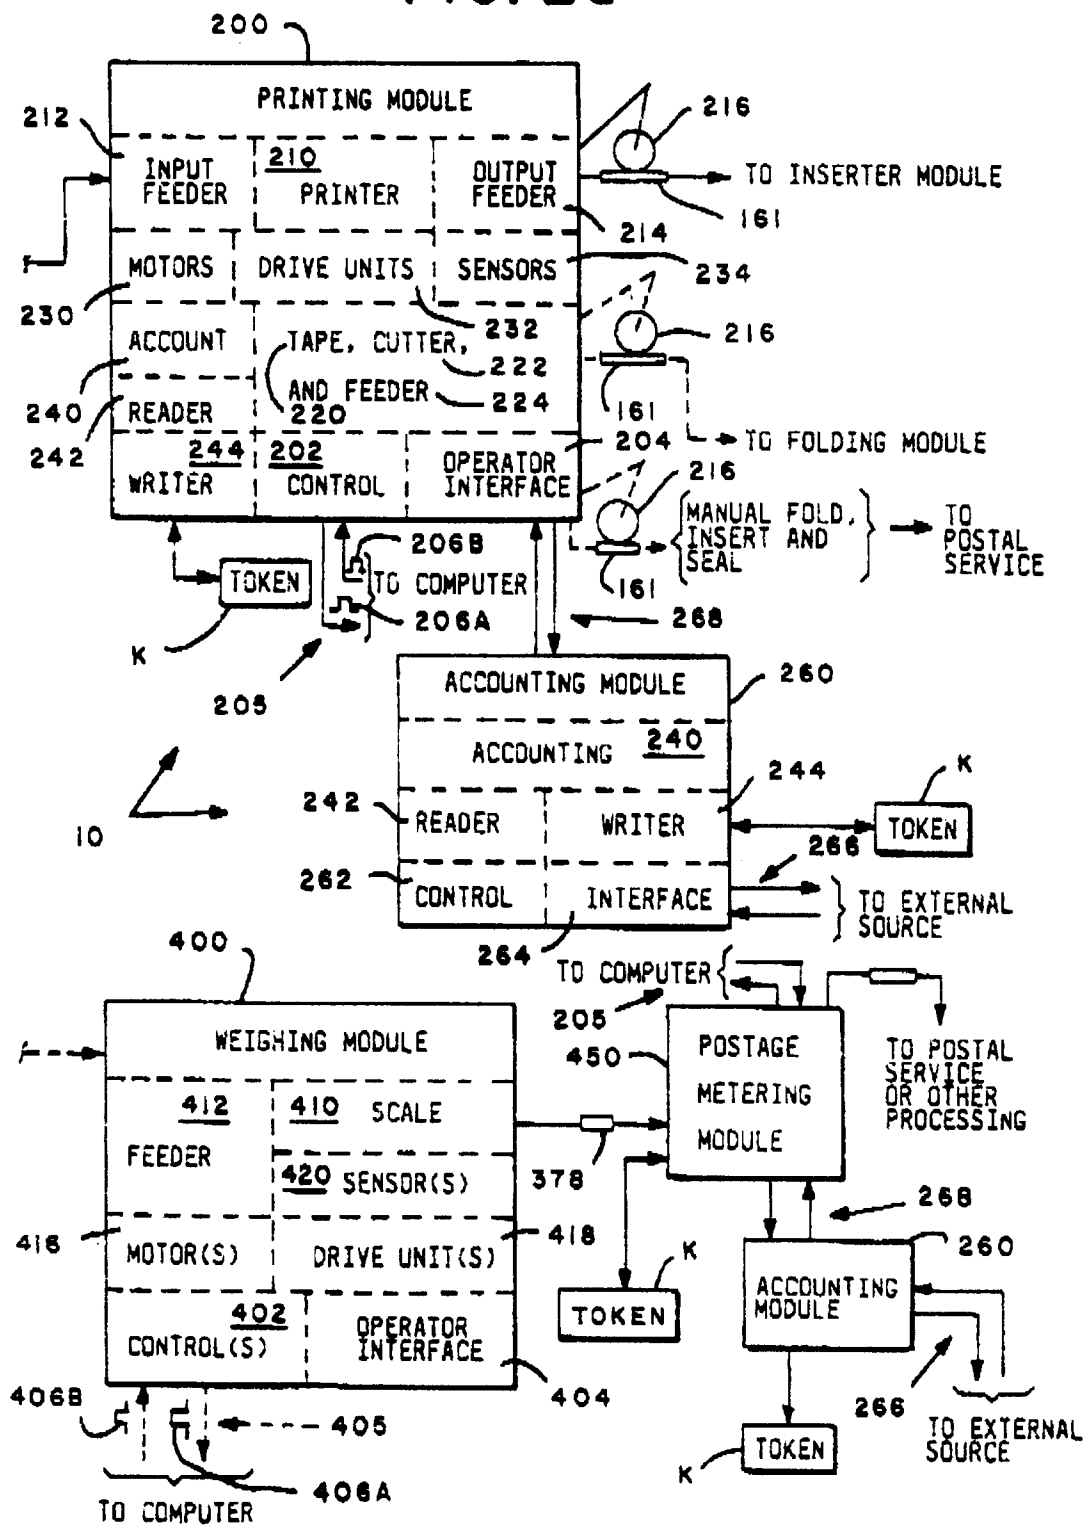 200
PRINTING MODULE
212
216
INPUT
FEEDER
210
PRINTER
OUTPUT
FEEDER
TO INSERTER MODULE
161
214
MOTORS
DRIVE UNITS
SENSORS
234
230
232
216
ACCOUNT
TAPE, CUTTER,
222
AND FEEDER
224
220
161
240
READER
242
204
TO FOLDING MODULE
244
WRITER
202
CONTROL
OPERATOR
INTERFACE
216
206B
MANUAL FOLD,
INSERT AND
SEAL
TO
POSTAL
SERVICE
TOKEN
TO COMPUTER
161
206A
268
K
205
ACCOUNTING MODULE
260
ACCOUNTING
240
10
242
READER
WRITER
244
K
TOKEN
266
262
CONTROL
INTERFACE
TO EXTERNAL
SOURCE
264
400
TO COMPUTER
205
WEIGHING MODULE
450
POSTAGE
METERING
MODULE
TO POSTAL
SERVICE
OR OTHER
PROCESSING
412
FEEDER
410
SCALE
420
SENSOR(S)
378
416
MOTOR(S)
DRIVE UNIT(S)
418
268
260
K
TOKEN
ACCOUNTING
MODULE
402
CONTROL(S)
OPERATOR
INTERFACE
404
406B
405
266
TO EXTERNAL
SOURCE
K
TOKEN
406A
TO COMPUTER